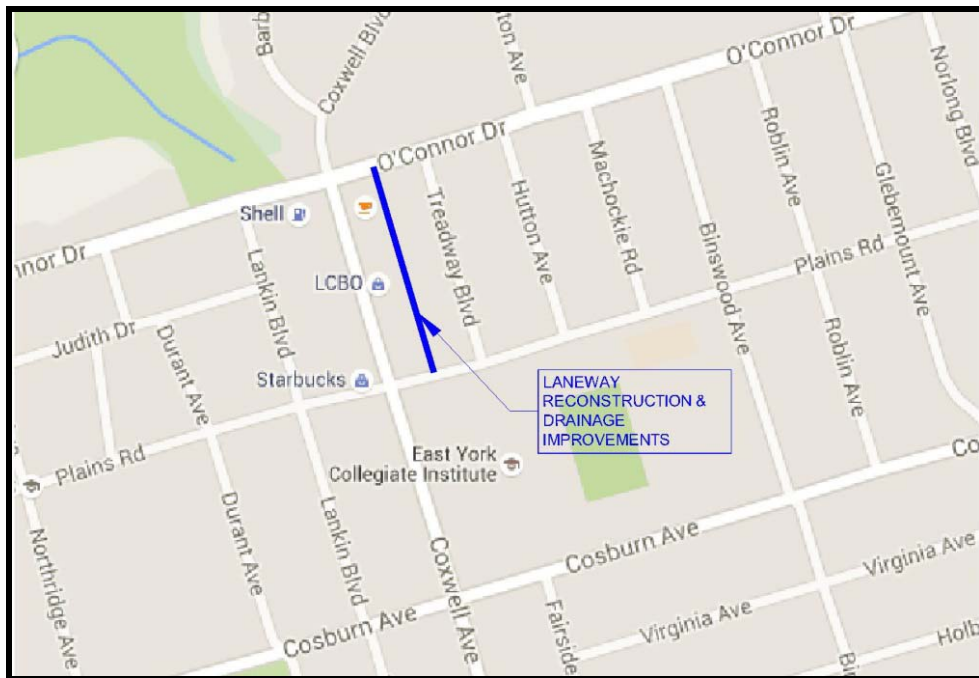 Barb
Coxwell Blvd
ton Ave
O'Connor Dr
Norlong Blvd
O'Connor Dr
Roblin Ave
Glebemount Ave
Machockie Rd
Hutton Ave
Treadway Blvd
Binswood Ave
Plains Rd
Shell
nnor Dr
Lankin Blvd
LCBO
Judith Dr
Durant Ave
Roblin Ave
Starbucks
LANEWAY
RECONSTRUCTION &
DRAINAGE
IMPROVEMENTS
East York
Collegiate Institute
Plains Rd
Co
Durant Ave
Lankin Blvd
Northridge Ave
Coxwell Ave
Cosburn Ave
Virginia Ave
Fairside
Virginia Ave
Cosburn Ave
Holb
Bin